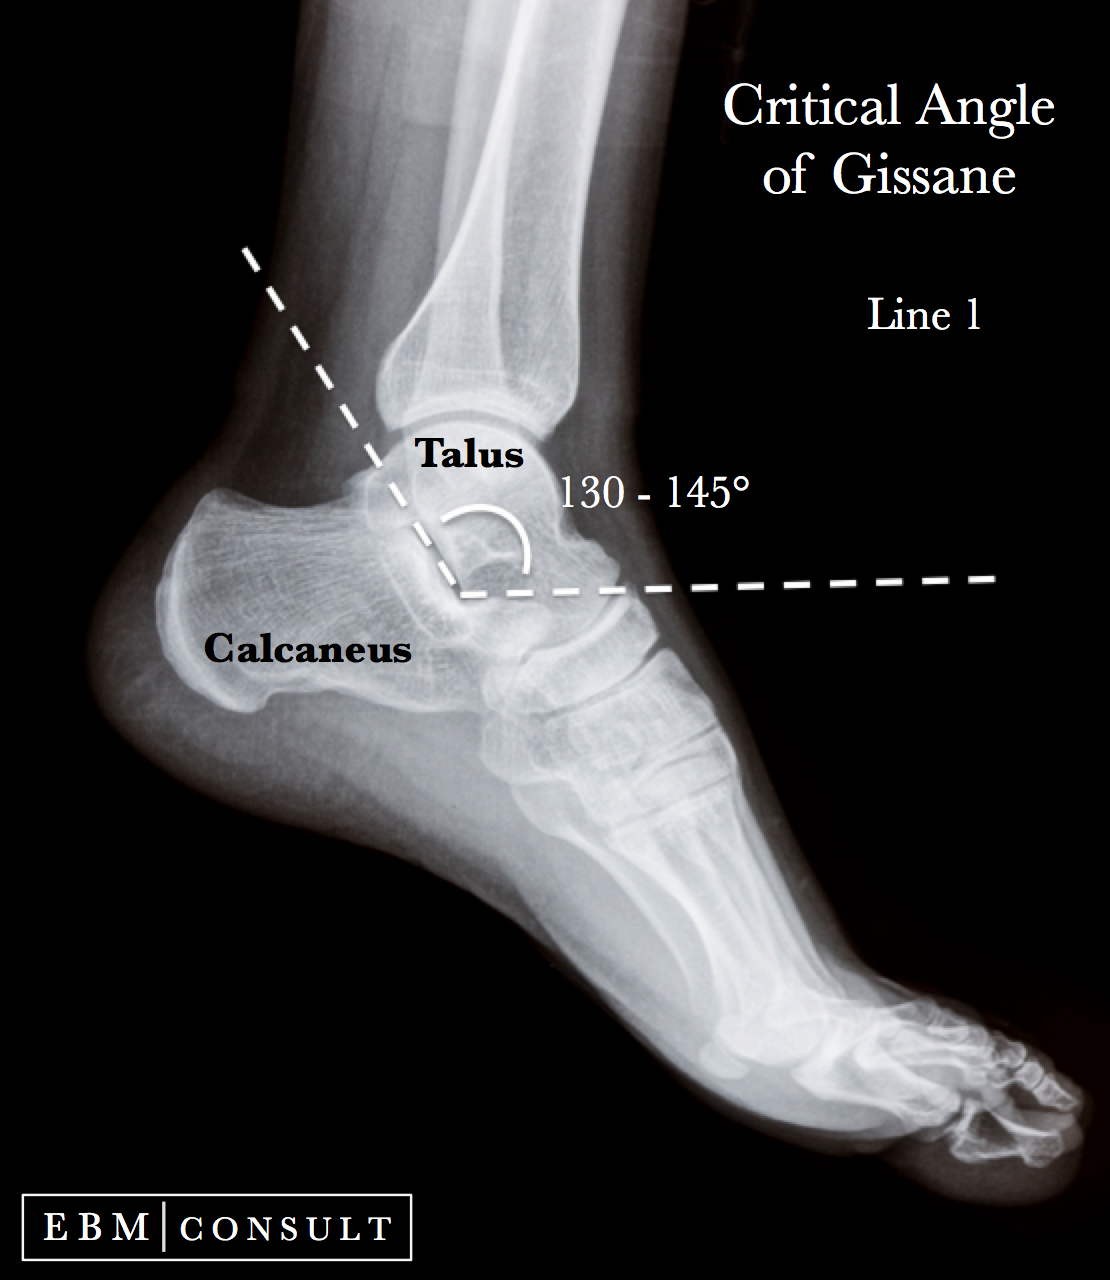 Critical Angle
of Gissane
Line 1
Talus
130 - 145°
Calcaneus
EBM CONSULT